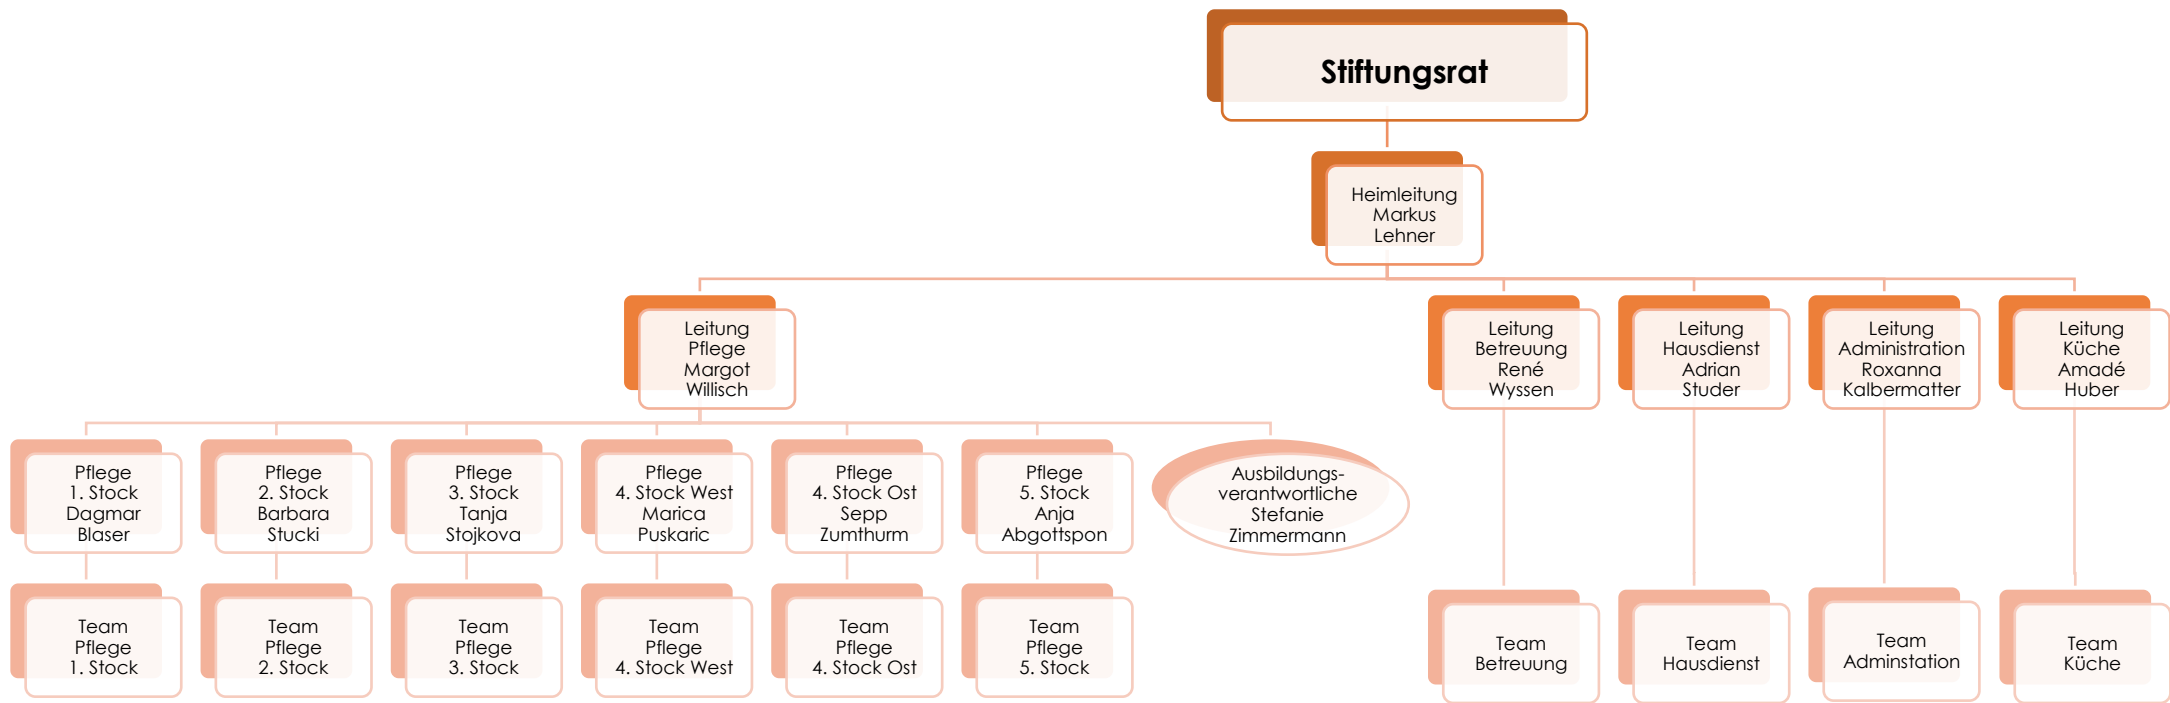 Stiftungsrat
Heimleitung
Markus
Lehner
Leitung
Pflege
Margot
Willisch
Leitung
Betreuung
René
Wyssen
Leitung
Hausdienst
Adrian
Studer
Leitung
Administration
Roxanna
Kalbermatter
Leitung
Küche
Amadé
Huber
Pflege
1. Stock
Dagmar
Blaser
Pflege
2. Stock
Barbara
Stucki
Pflege
3. Stock
Tanja
Stojkova
Pflege
4. Stock West
Marica
Puskaric
Pflege
4. Stock Ost
Sepp
Zumthurm
Pflege
5. Stock
Anja
Abgottspon
Ausbildungs-
verantwortliche
Stefanie
Zimmermann
Team
Pflege
1. Stock
Team
Pflege
2. Stock
Team
Pflege
3. Stock
Team
Pflege
4. Stock West
Team
Pflege
4. Stock Ost
Team
Pflege
5. Stock
Team
Betreuung
Team
Hausdienst
Team
Adminstation
Team
Küche